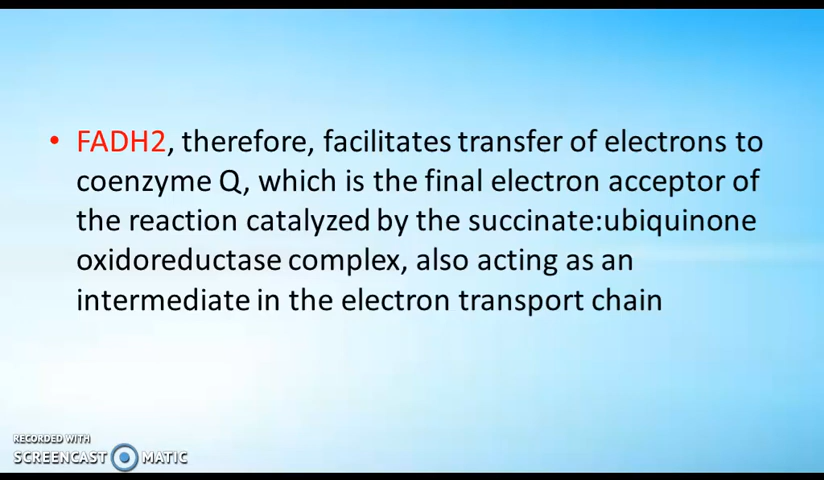 • FADH2, therefore, facilitates transfer of electrons to
coenzyme Q, which is the final electron acceptor of
the reaction catalyzed by the succinate:ubiquinone
oxidoreductase complex, also acting as an
intermediate in the electron transport chain
RECORDED WITH
SCREENCAST MATIC